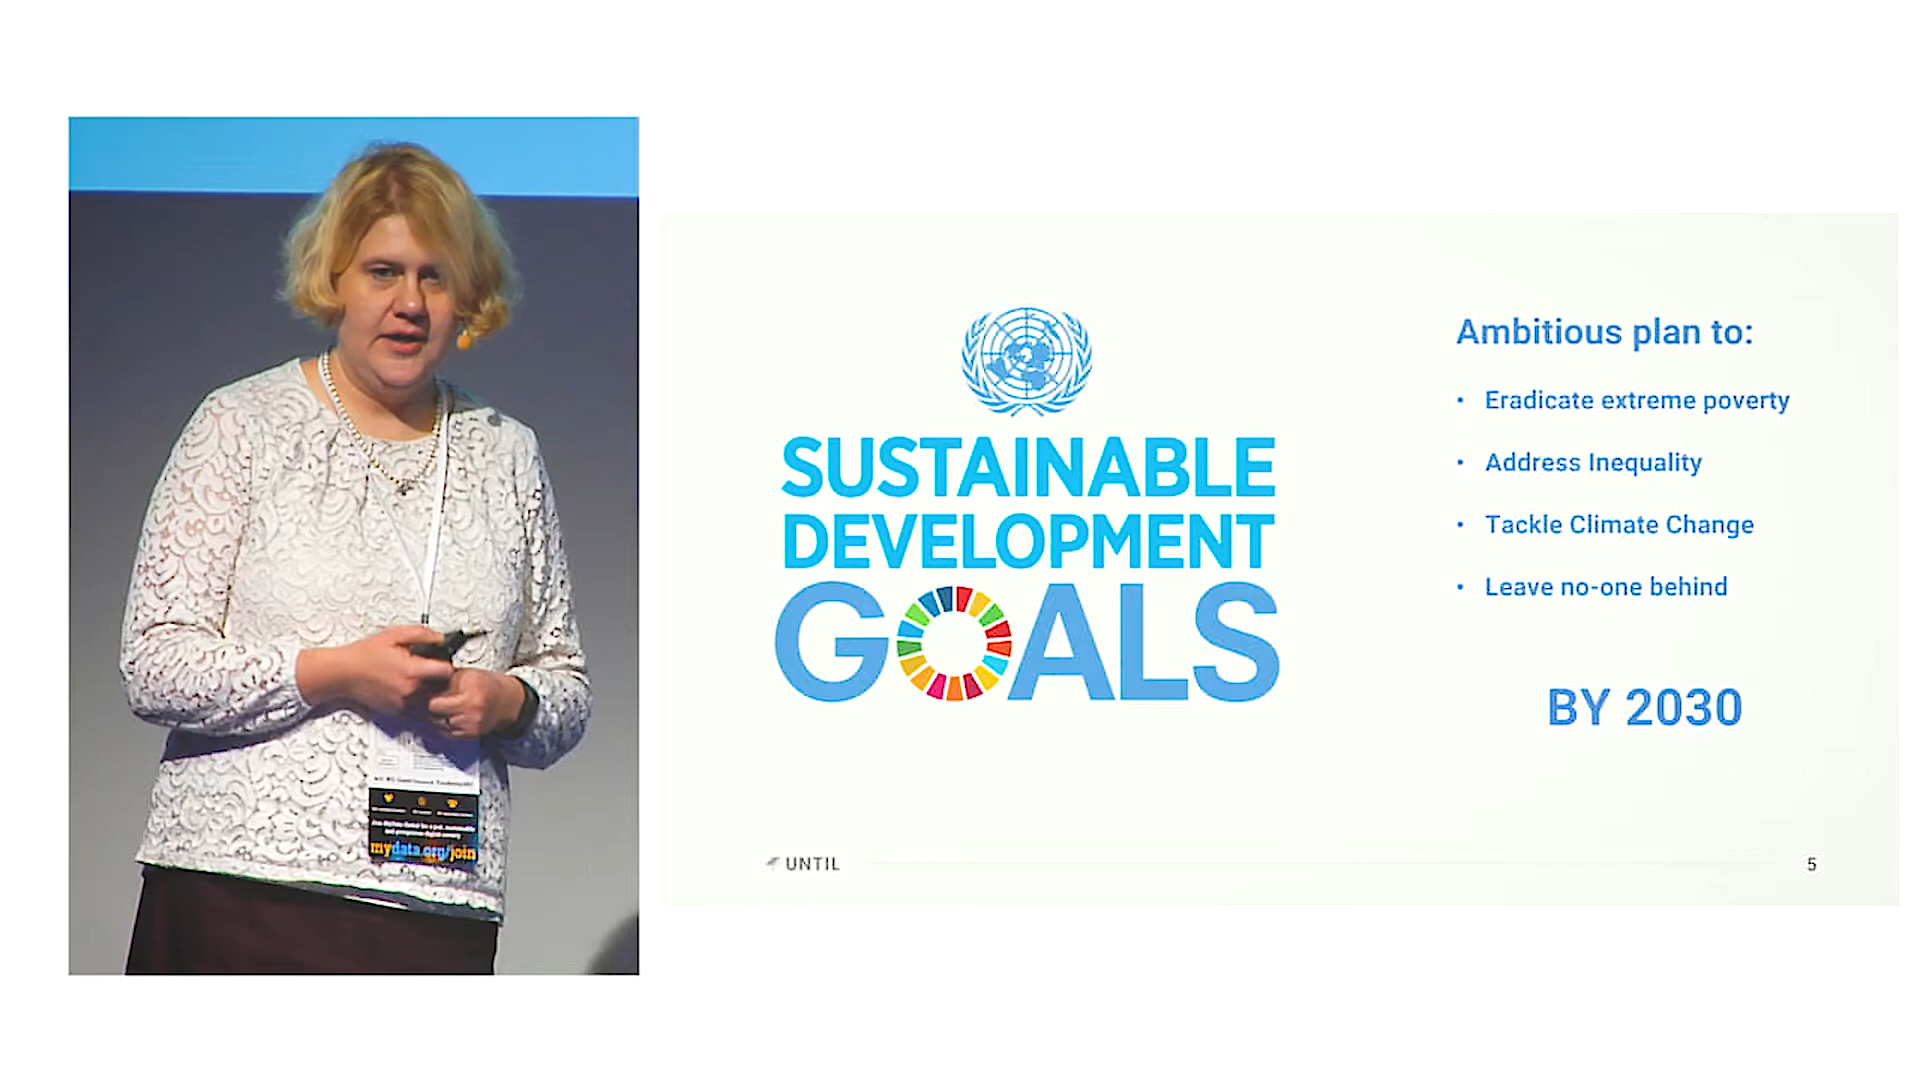 mydata.org/join
SUSTAINABLE
DEVELOPMENT
GOALS
Ambitious plan to:
• Eradicate extreme poverty
• Address Inequality
• Tackle Climate Change
• Leave no-one behind
BY 2030
UNTIL
5